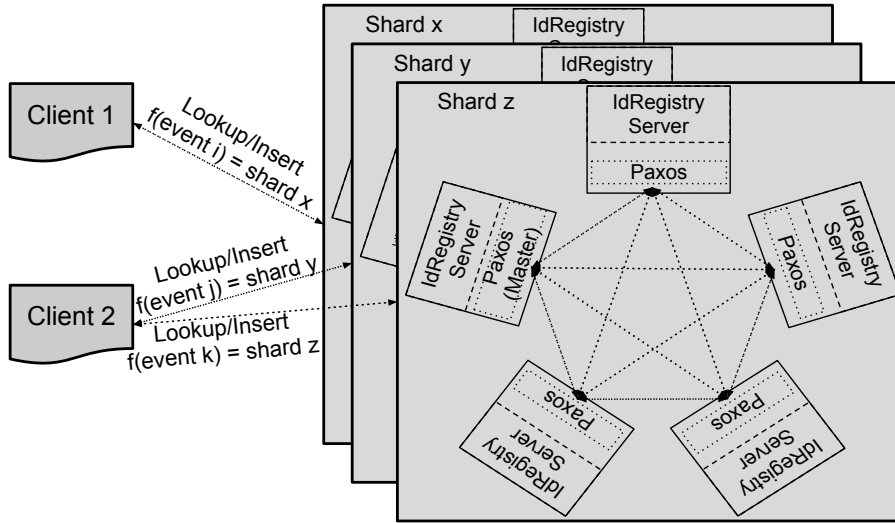 Shard x
IdRegistry
Shard y
IdRegistry
Shard z
IdRegistry
Server
Paxos
Client 1
Lookup/Insert
f(event i) = shard x
Client 2
Lookup/Insert
f(event j) = shard y
Lookup/Insert
f(event k) = shard z
IdRegistry
Server
Paxos
(Master)
IdRegistry
Server
Paxos
Paxos
IdRegistry
Server
Paxos
IdRegistry
Server